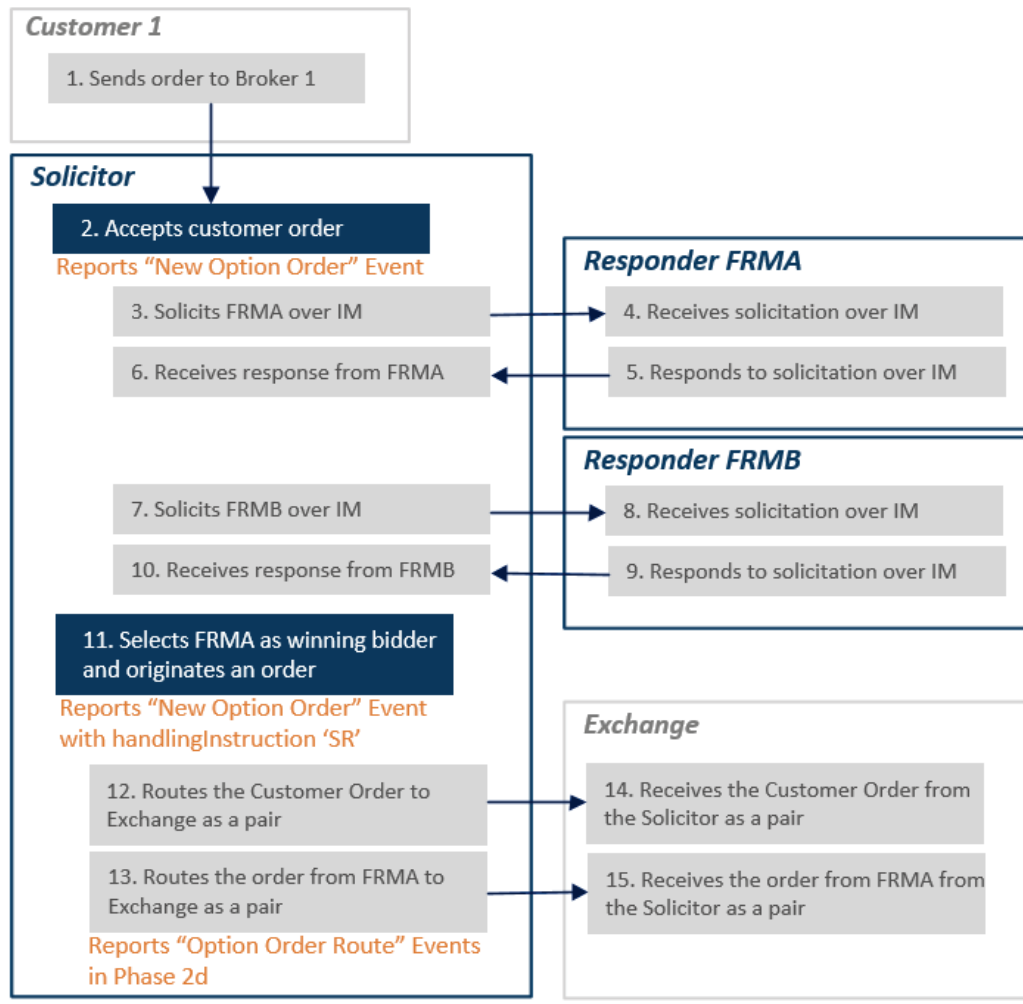 Customer 1
1. Sends order to Broker 1
Solicitor
2. Accepts customer order
Reports “New Option Order” Event
Responder FRMA
3. Solicits FRMA over IM
4. Receives solicitation over IM
6. Receives response from FRMA
5. Responds to solicitation over IM
Responder FRMB
7. Solicits FRMB over IM
8. Receives solicitation over IM
10. Receives response from FRMB
9. Responds to solicitation over IM
11. Selects FRMA as winning bidder
and originates an order
Reports “New Option Order” Event
with handlingInstruction ‘SR’
Exchange
12. Routes the Customer Order to
Exchange as a pair
14. Receives the Customer Order from
the Solicitor as a pair
13. Routes the order from FRMA to
Exchange as a pair
15. Receives the order from FRMA from
the Solicitor as a pair
Reports “Option Order Route” Events
in Phase 2d